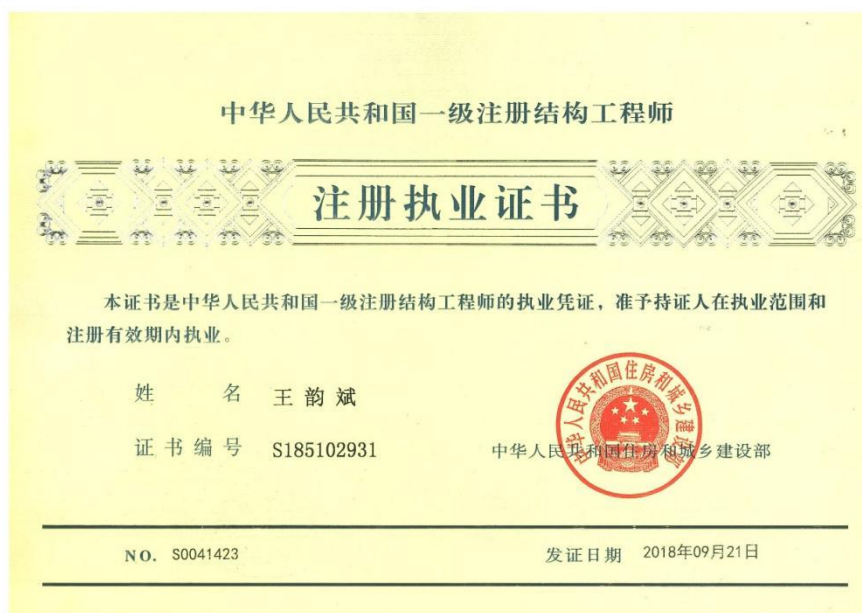 中华人民共和国一级注册结构工程师
注册执业证书
本证书是中华人民共和国一级注册结构工程师的执业凭证，准予持证人在执业范围和
注册有效期内执业。
姓 名 王韵斌
证书编号 S185102931
中华人民共和国住房和城乡建设部
中华人民共和国住房和城乡建设部
NO. S0041423
发证日期 2018年09月21日